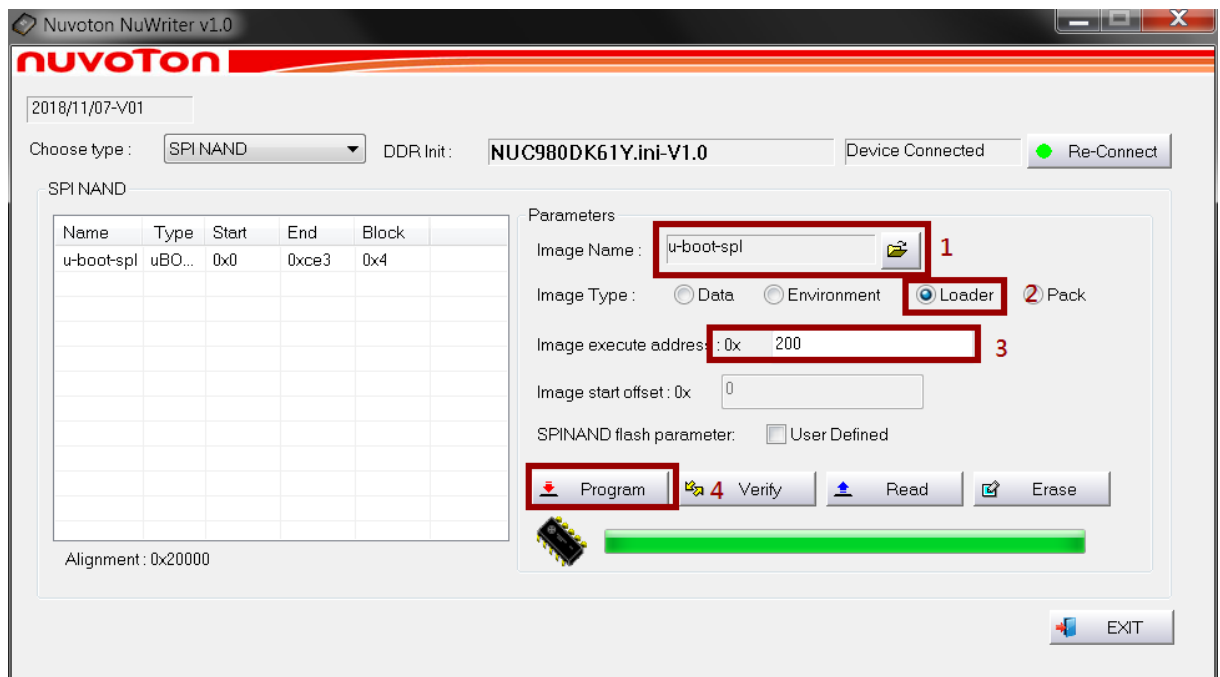 Nuvoton NuWriter v1.0
nuvoTon
2018/11/07-V01
Choose type : SPI NAND DDR Init : NUC980DK61Y.ini-V1.0 Device Connected Re-Connect
SPI NAND
Name Type Start End Block
u-boot-spl uBO... 0x0 0xce3 0x4
Alignment : 0x20000
Parameters
Image Name : u-boot-spl 1
Image Type : Data Environment Loader 2 Pack
Image execute address : 0x 200 3
Image start offset : 0x 0
SPINAND flash parameter: User Defined
Program 4 Verify Read Erase
EXIT